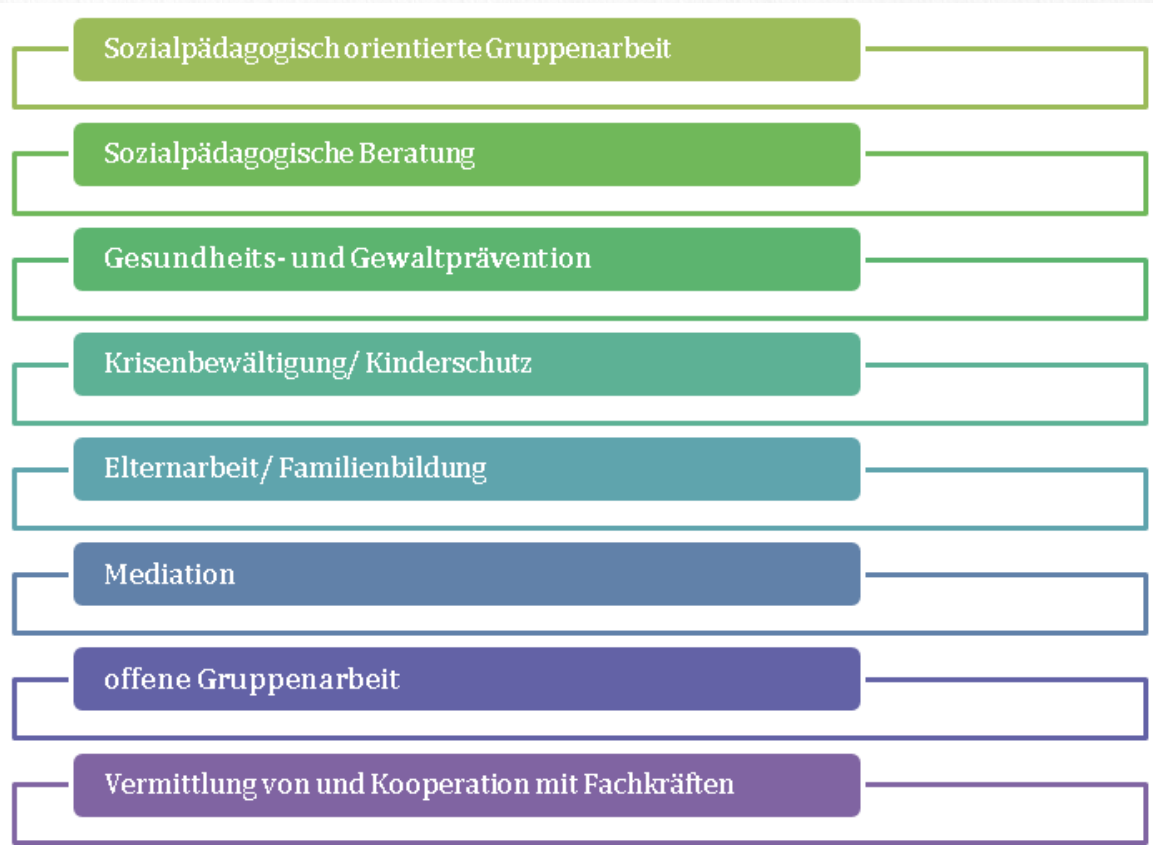 Sozialpädagogisch orientierte Gruppenarbeit
Sozialpädagogische Beratung
Gesundheits- und Gewaltprävention
Krisenbewältigung/ Kinderschutz
Elternarbeit/ Familienbildung
Mediation
offene Gruppenarbeit
Vermittlung von und Kooperation mit Fachkräften